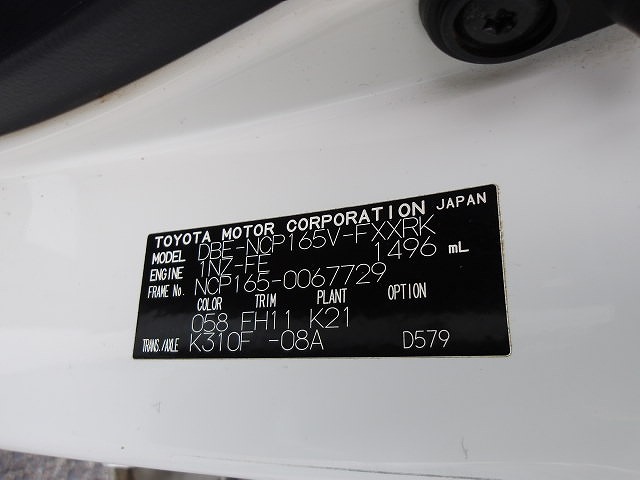 TOYOTA MOTOR CORPORATION JAPAN
MODEL DBE-NCP165V-FXXRK
ENGINE 1NZ-FE 1496 mL
FRAME No. NCP165-0067729
COLOR TRIM PLANT OPTION
058 FH11 K21
TRANS./AXLE K310F -08A D579